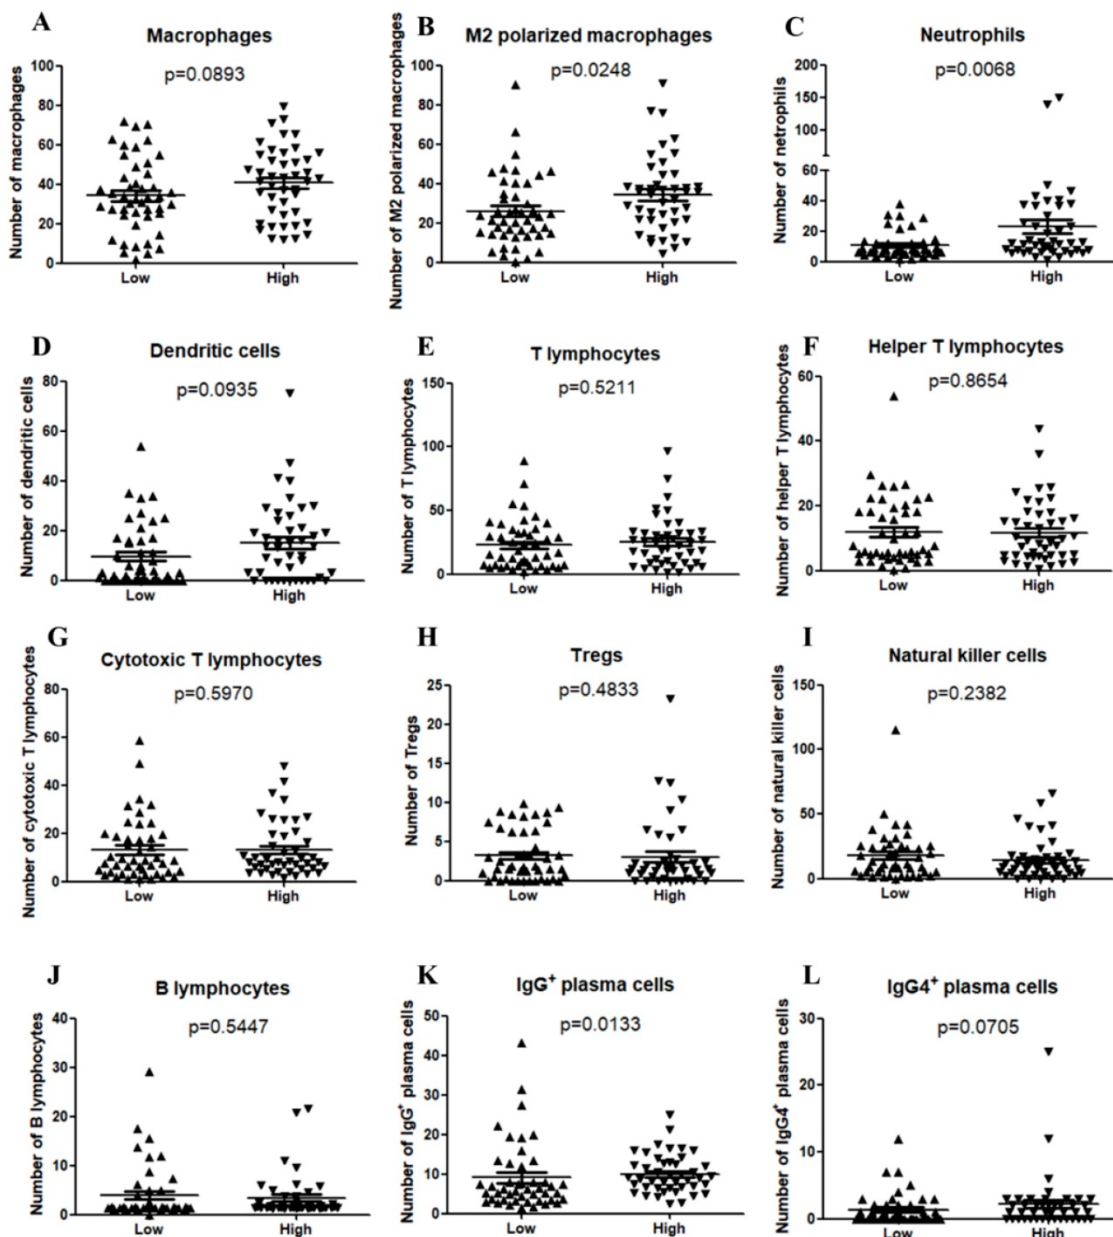 A
Macrophages
p=0.0893
Number of macrophages
100
80
60
40
20
0
Low
High
B
M2 polarized macrophages
p=0.0248
Number of M2 polarized macrophages
100
80
60
40
20
0
Low
High
C
Neutrophils
p=0.0068
Number of netrophils
200
150
100
60
40
20
0
Low
High
D
Dendritic cells
p=0.0935
Number of dendritic cells
80
60
40
20
0
Low
High
E
T lymphocytes
p=0.5211
Number of T lymphocytes
150
100
50
0
Low
High
F
Helper T lymphocytes
p=0.8654
Number of helper T lymphocytes
60
40
20
0
Low
High
G
Cytotoxic T lymphocytes
p=0.5970
Number of cytotoxic T lymphocytes
80
60
40
20
0
Low
High
H
Tregs
p=0.4833
Number of Tregs
25
20
15
10
5
0
Low
High
I
Natural killer cells
p=0.2382
Number of natural killer cells
150
100
50
0
Low
High
J
B lymphocytes
p=0.5447
Number of B lymphocytes
40
30
20
10
0
Low
High
K
IgG⁺ plasma cells
p=0.0133
Number of IgG⁺ plasma cells
50
40
30
20
10
0
Low
High
L
IgG4⁺ plasma cells
p=0.0705
Number of IgG4⁺ plasma cells
30
20
10
0
Low
High